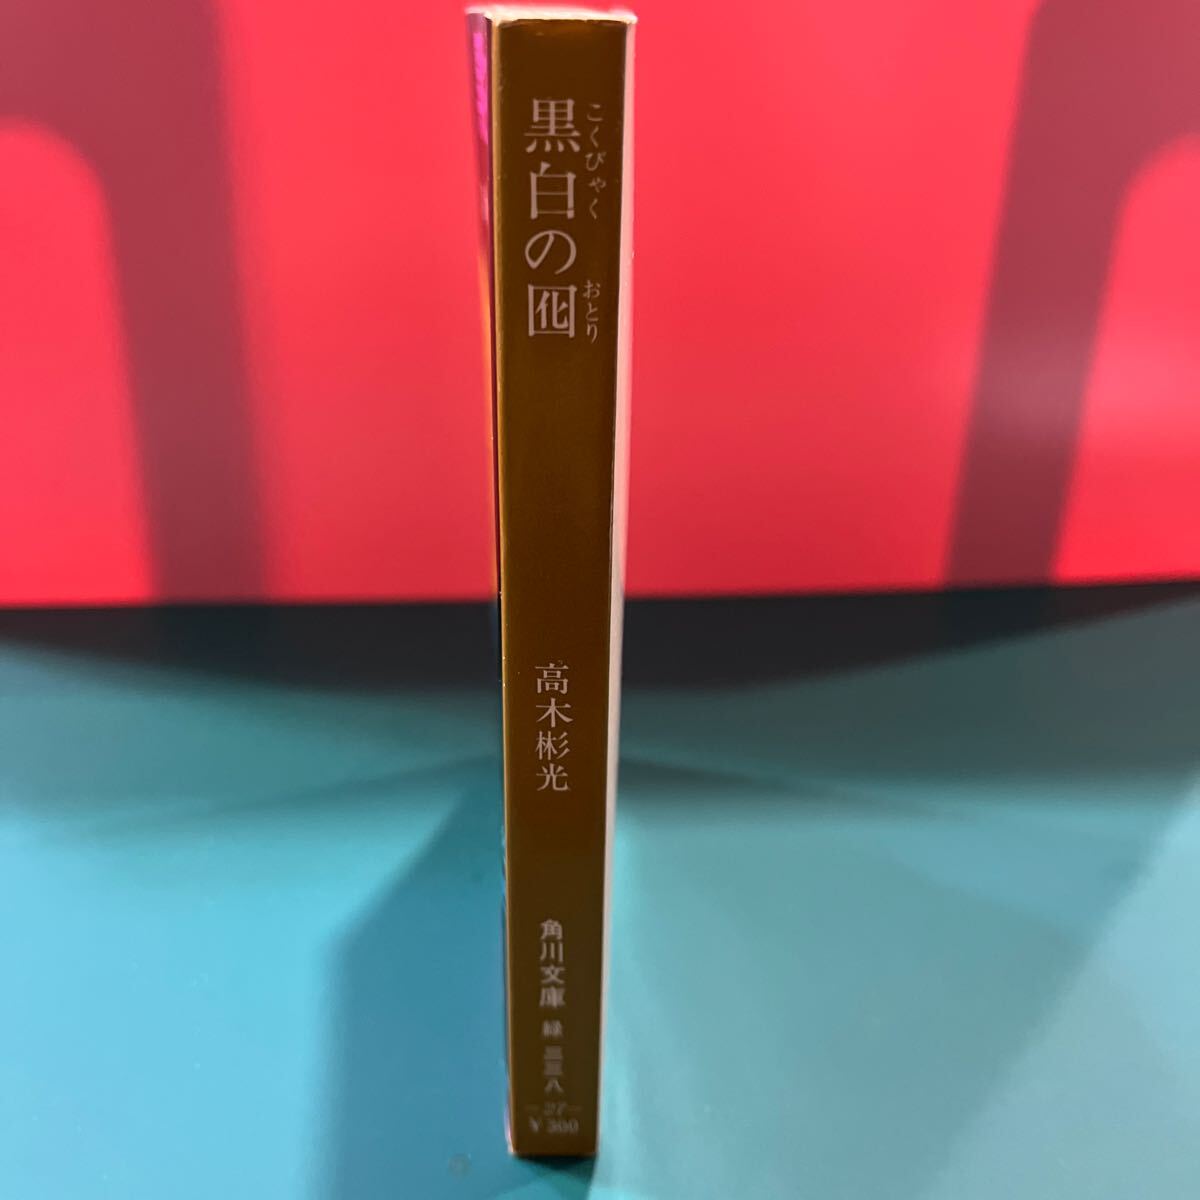 黒白の囮
こくびゃく
おとり
高木彬光
角川文庫
緑 三三八
—27—
¥300